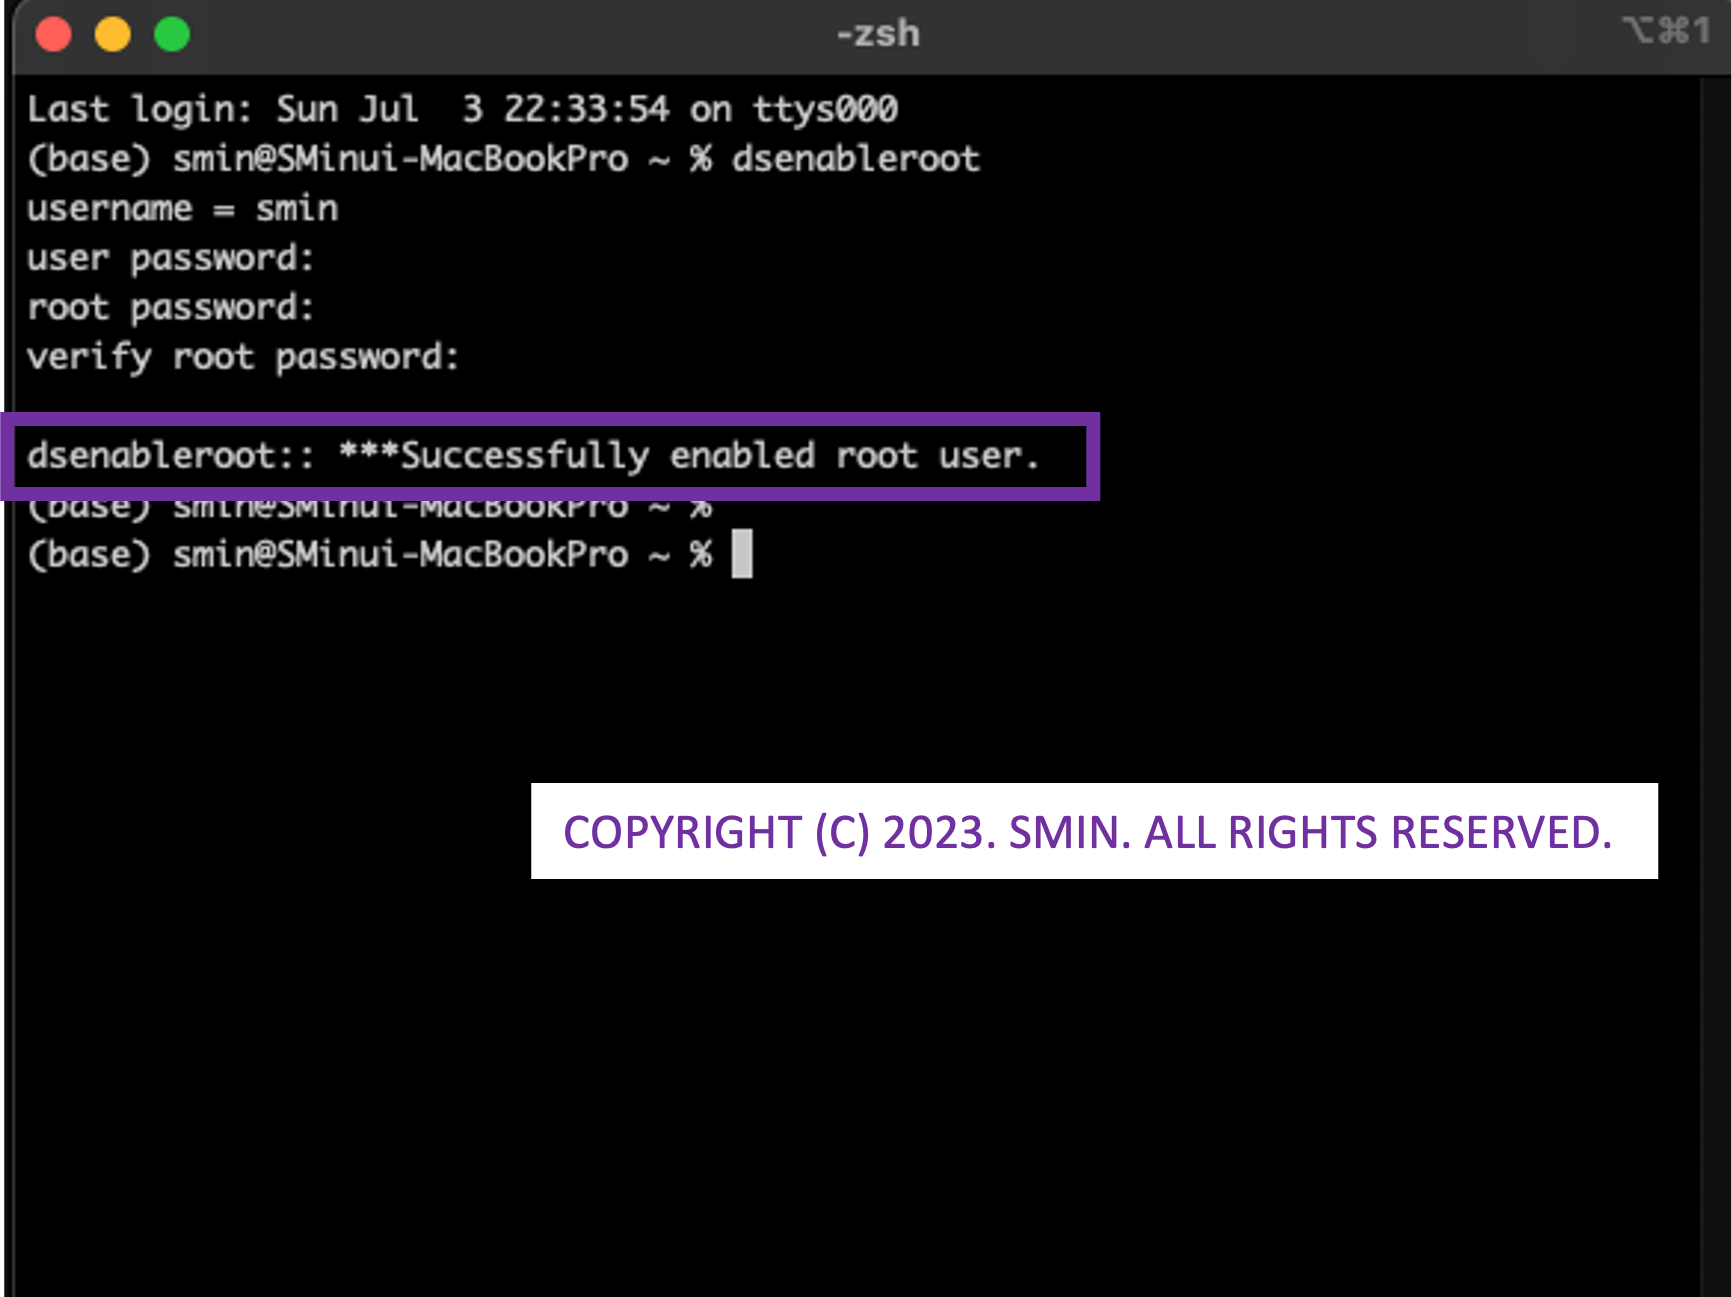 -zsh
⌥⌘1
Last login: Sun Jul  3 22:33:54 on ttys000
(base) smin@SMinui-MacBookPro ~ % dsenableroot
username = smin
user password:
root password:
verify root password:
dsenableroot:: ***Successfully enabled root user.
(base) smin@SMinui-MacBookPro ~ %
(base) smin@SMinui-MacBookPro ~ %
COPYRIGHT (C) 2023. SMIN. ALL RIGHTS RESERVED.